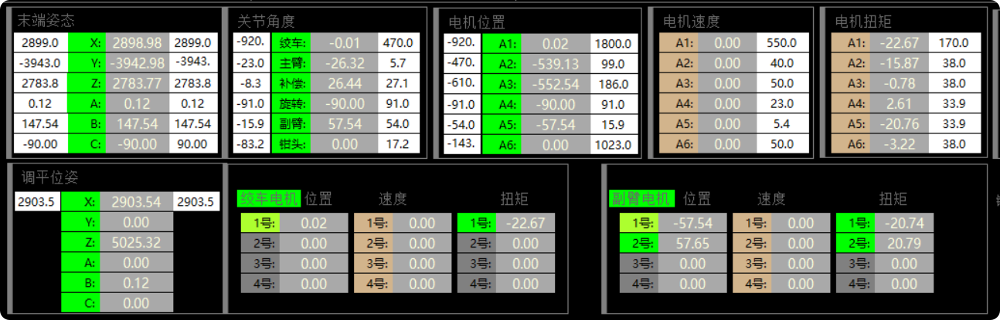 末端姿态
2899.0 X: 2898.98 2899.0
-3943.0 Y: -3942.98 -3943.
2783.8 Z: 2783.77 2783.8
0.12 A: 0.12 0.12
147.54 B: 147.54 147.54
-90.00 C: -90.00 90.00
关节角度
-920. 绞车: -0.01 470.0
-23.0 主臂: -26.32 5.7
-8.3 补偿: 26.44 27.1
-91.0 旋转: -90.00 91.0
-15.9 副臂: 57.54 54.0
-83.2 钳头: 0.00 17.2
电机位置
-920. A1: 0.02 1800.0
-470. A2: -539.13 99.0
-610. A3: -552.54 186.0
-91.0 A4: -90.00 91.0
-54.0 A5: -57.54 15.9
-143. A6: 0.00 1023.0
电机速度
A1: 0.00 550.0
A2: 0.00 40.0
A3: 0.00 50.0
A4: 0.00 23.0
A5: 0.00 5.4
A6: 0.00 50.0
电机扭矩
A1: -22.67 170.0
A2: -15.87 38.0
A3: -0.78 38.0
A4: 2.61 33.9
A5: -20.76 33.9
A6: -3.22 38.0
调平位姿
2903.5 X: 2903.54 2903.5
Y: 0.00
Z: 5025.32
A: 0.00
B: 0.12
C: 0.00
绞车电机 位置 速度 扭矩
1号: 0.02 1号: 0.00 1号: -22.67
2号: 0.00 2号: 0.00 2号: 0.00
3号: 0.00 3号: 0.00 3号: 0.00
4号: 0.00 4号: 0.00 4号: 0.00
副臂电机 位置 速度 扭矩
1号: -57.54 1号: 0.00 1号: -20.74
2号: 57.65 2号: 0.00 2号: 20.79
3号: 0.00 3号: 0.00 3号: 0.00
4号: 0.00 4号: 0.00 4号: 0.00